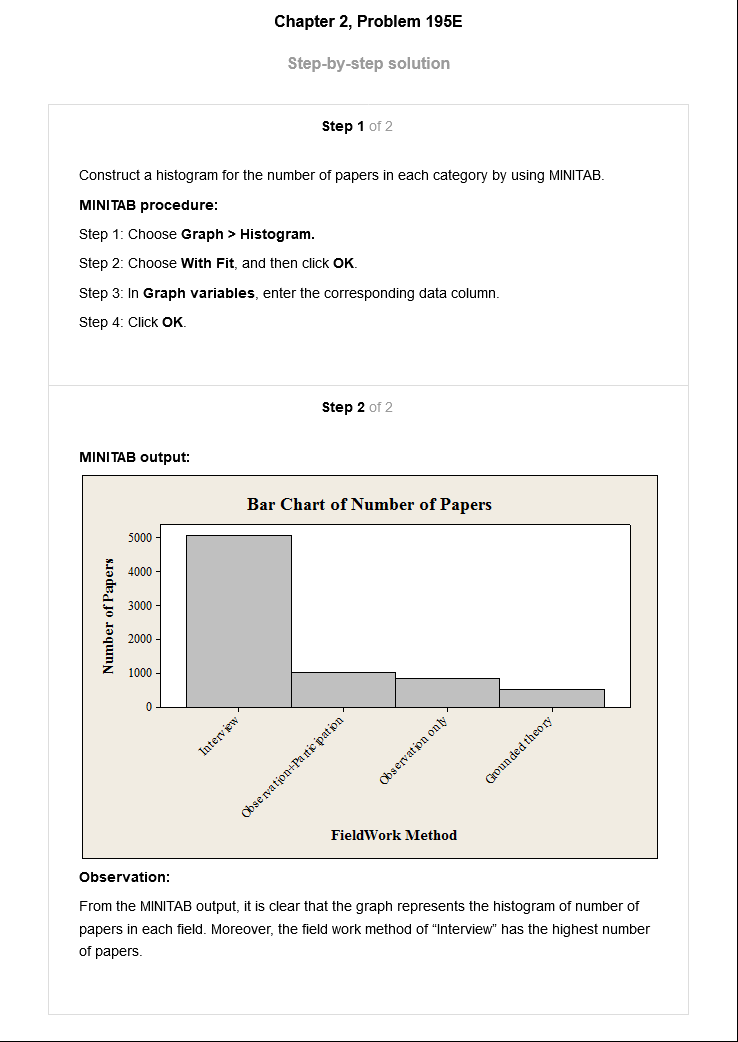 Chapter 2, Problem 195E
Step-by-step solution
Step 1 of 2
Construct a histogram for the number of papers in each category by using MINITAB.
MINITAB procedure:
Step 1: Choose Graph > Histogram.
Step 2: Choose With Fit, and then click OK.
Step 3: In Graph variables, enter the corresponding data column.
Step 4: Click OK.
Step 2 of 2
MINITAB output:
Bar Chart of Number of Papers
Number of Papers
5000
4000
3000
2000
1000
0
Interview
Observation+Participation
Observation only
Grounded theory
FieldWork Method
Observation:
From the MINITAB output, it is clear that the graph represents the histogram of number of
papers in each field. Moreover, the field work method of “Interview” has the highest number
of papers.